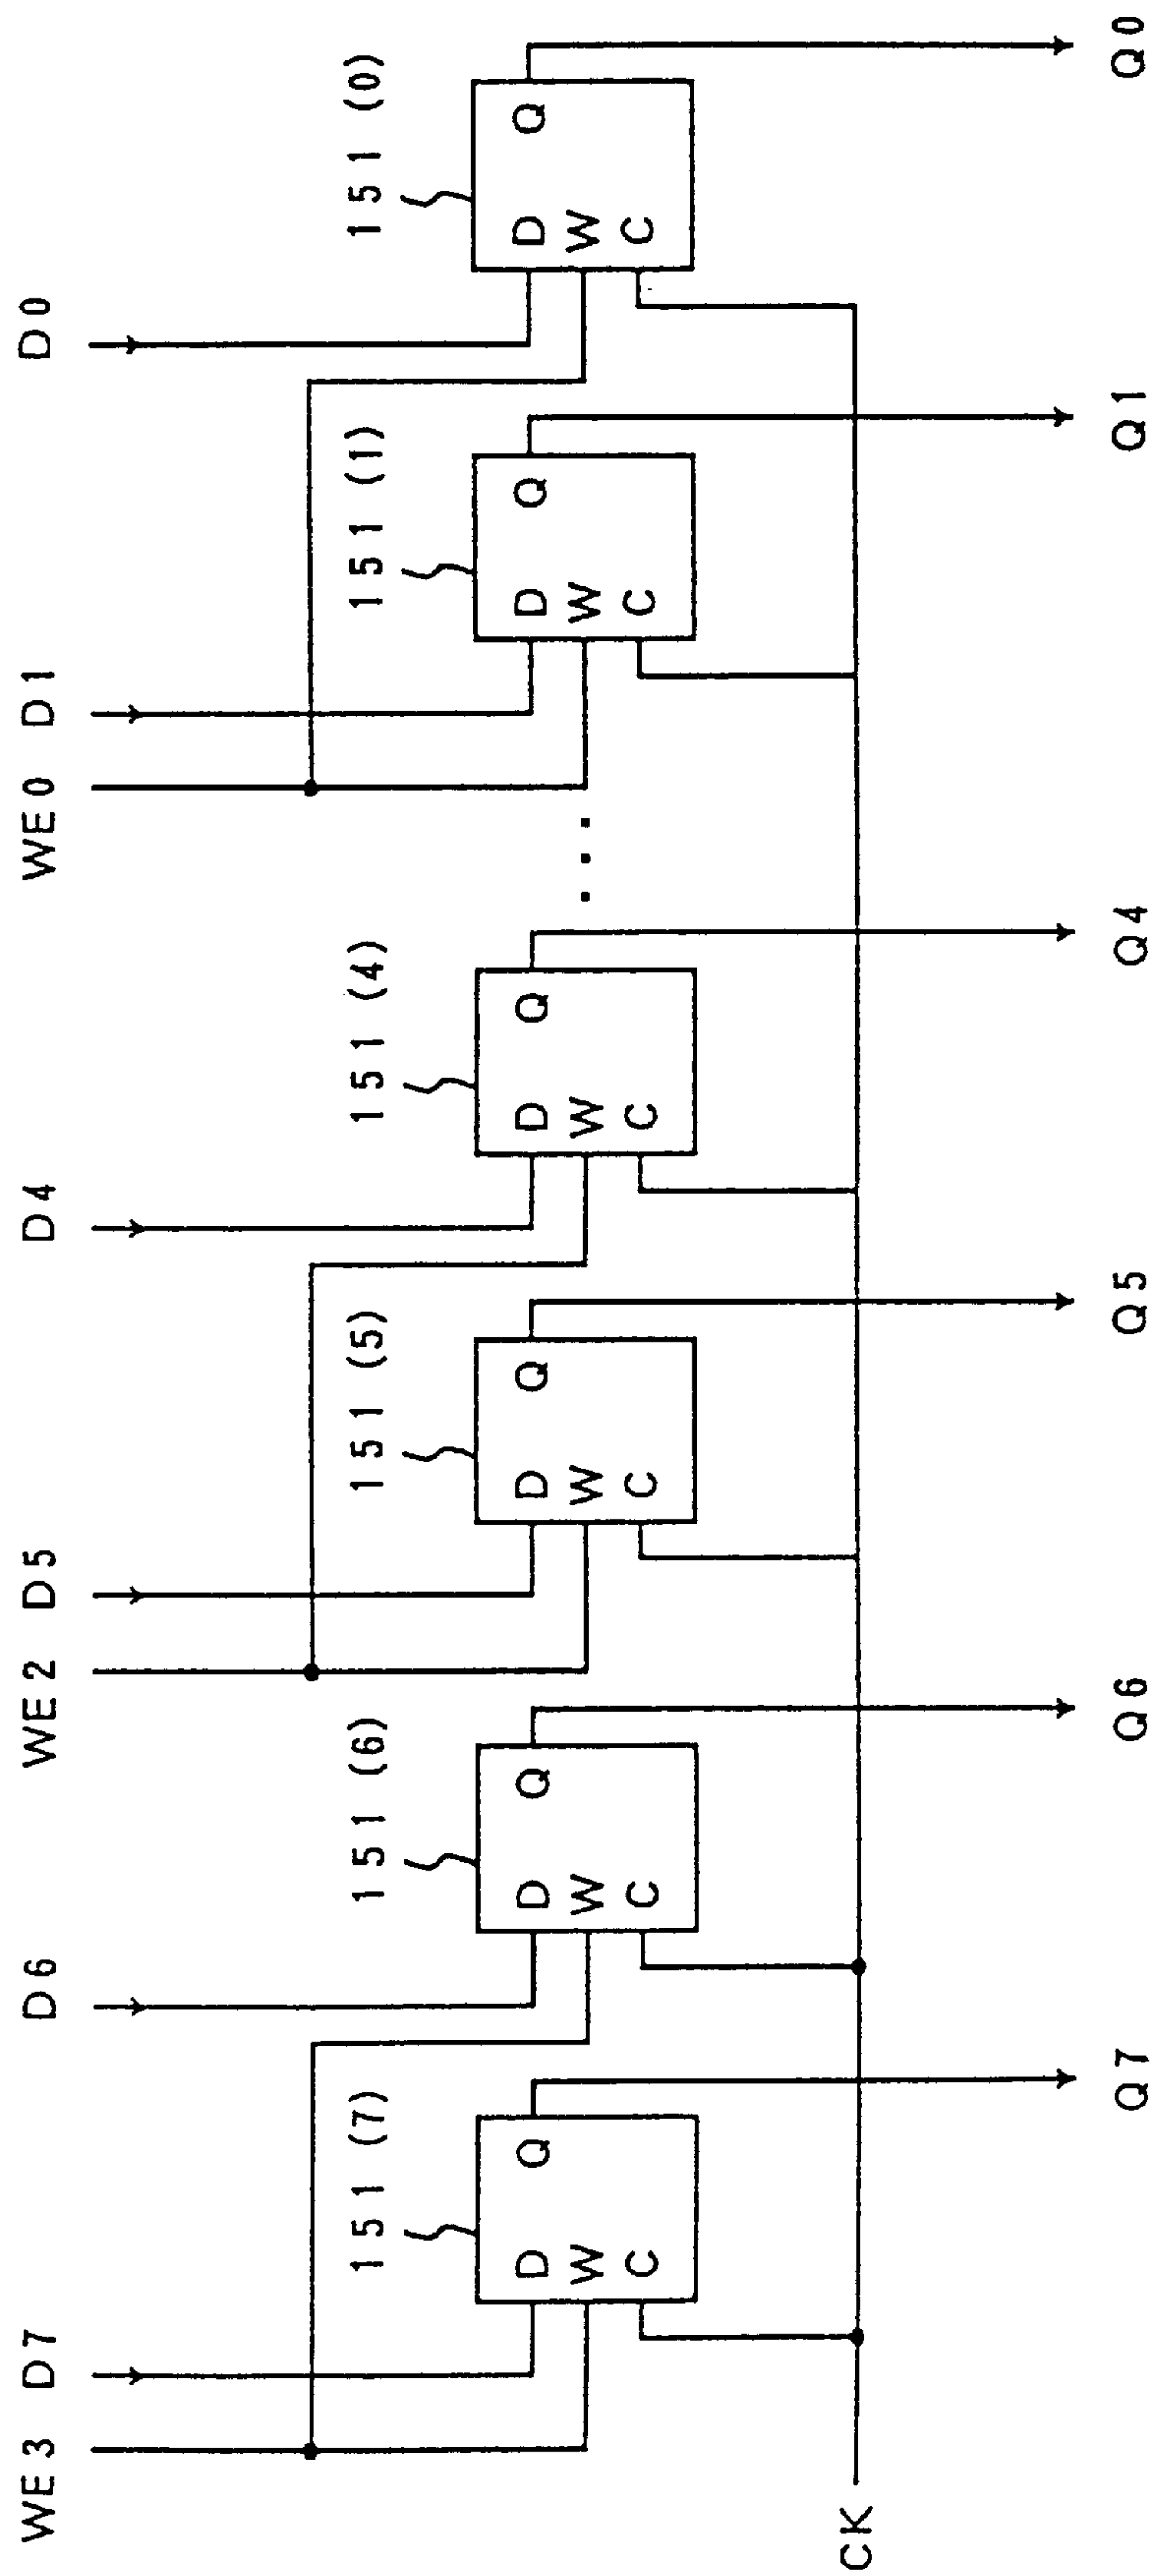 WE3 D7 D6 WE2 D5 D4 WE0 D1 D0
151 (7) 151 (6) 151 (5) 151 (4) 151 (1) 151 (0)
D Q D Q D Q D Q D Q D Q
W W W W ... W W
C C C C C C
CK
Q7 Q6 Q5 Q4 Q1 Q0